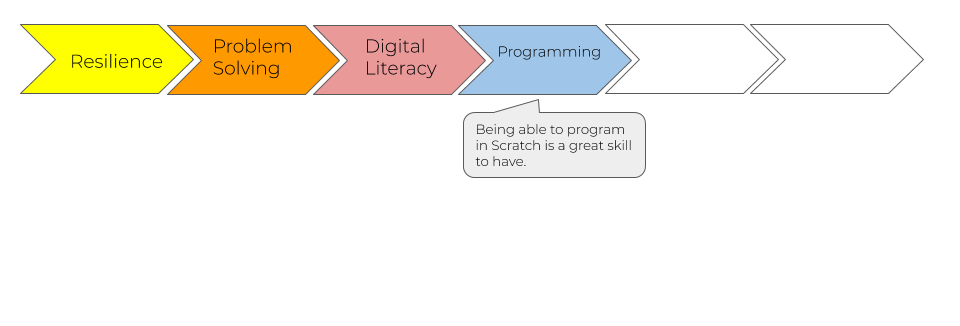 Resilience
Problem
Solving
Digital
Literacy
Programming
Being able to program
in Scratch is a great skill
to have.